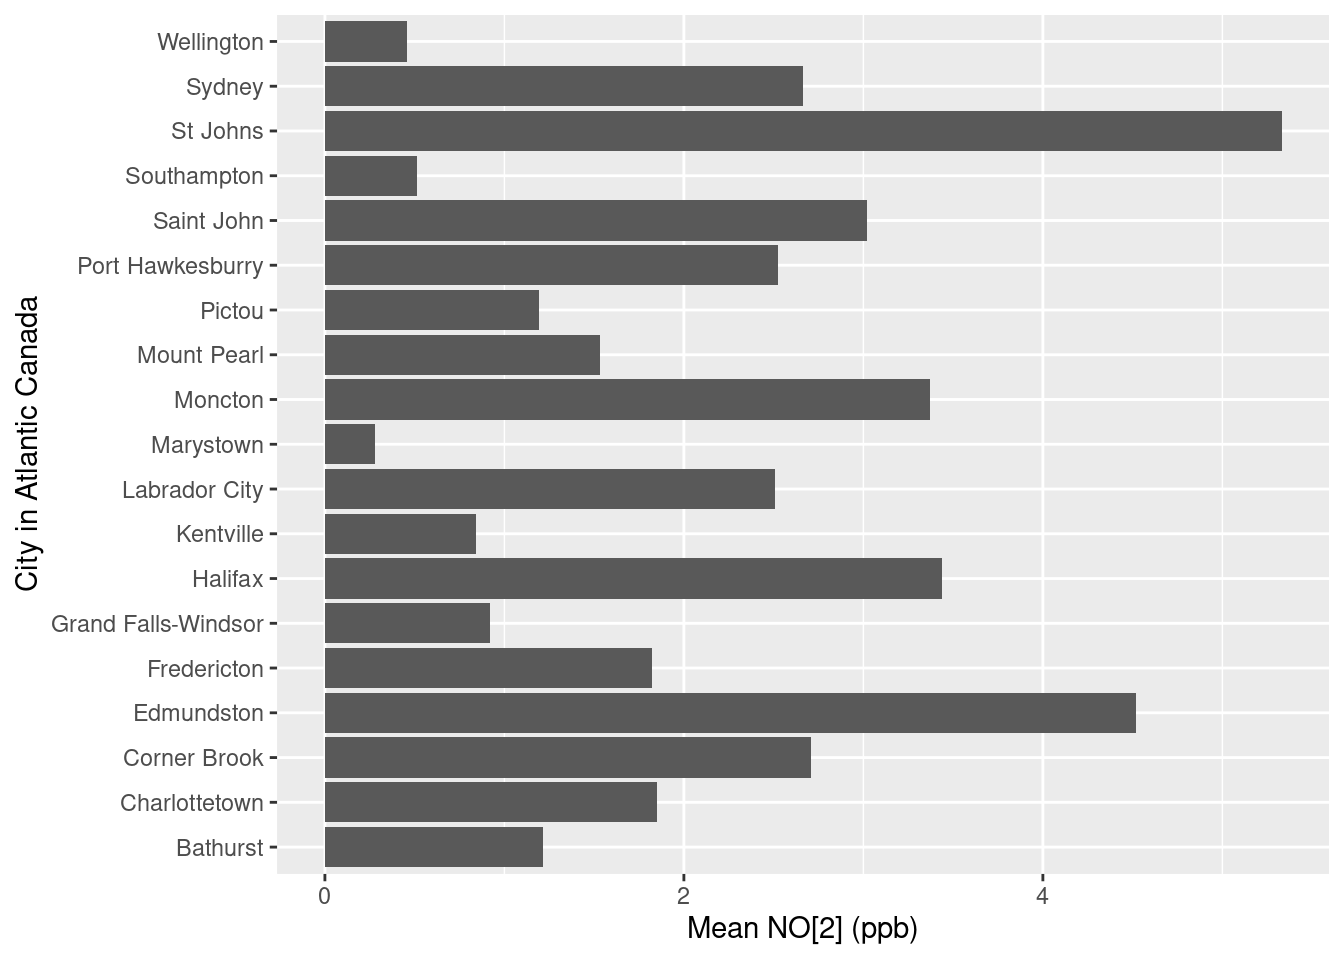 Wellington
Sydney
St Johns
Southampton
Saint John
Port Hawkesburry
Pictou
Mount Pearl
Moncton
Marystown
Labrador City
Kentville
Halifax
Grand Falls-Windsor
Fredericton
Edmundston
Corner Brook
Charlottetown
Bathurst
City in Atlantic Canada
0 2 4
Mean NO[2] (ppb)